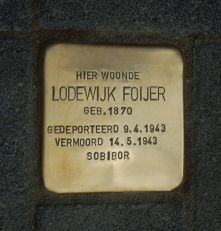 HIER WOONDE
LODEWIJK FOIJER
GEB. 1870
GEDEPORTEERD 9.4.1943
VERMOORD 14.5.1943
SOBIBOR